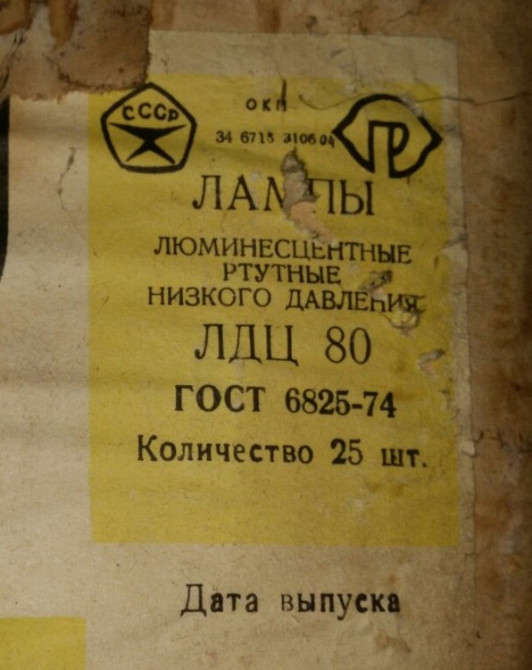 СССР
ОКП
34 6715 3106 04
ЛАМПЫ
ЛЮМИНЕСЦЕНТНЫЕ
РТУТНЫЕ
НИЗКОГО ДАВЛЕНИЯ
ЛДЦ 80
ГОСТ 6825-74
Количество 25 шт.
Дата выпуска